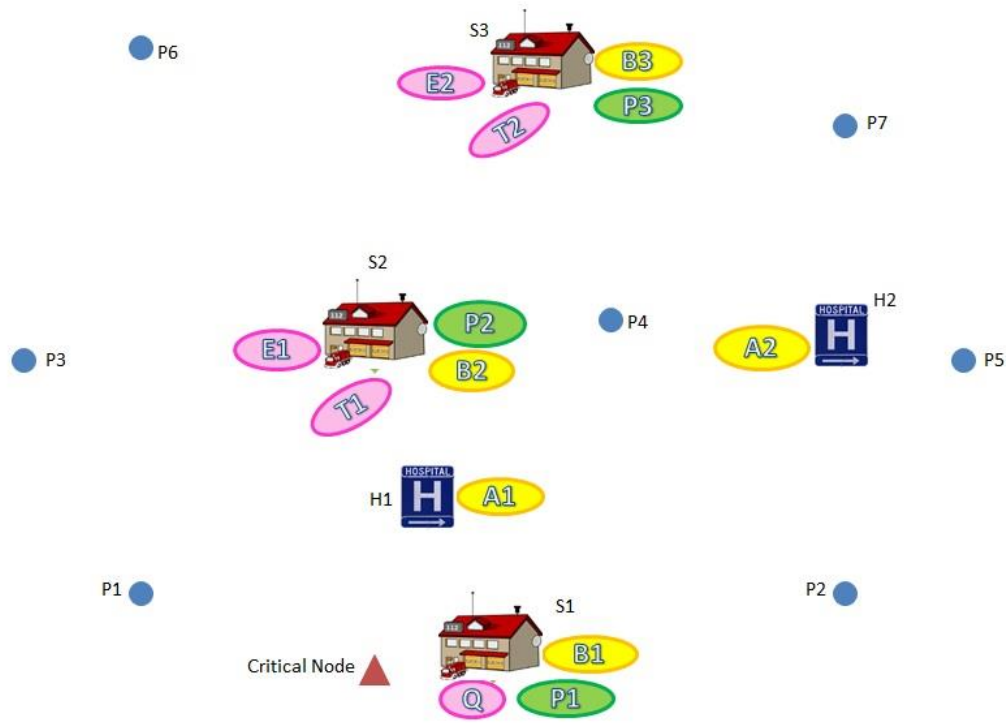 S3
P6
B3
E2
P3
T2
P7
S2
H2
HOSPITAL
H
P2
P4
E1
A2
B2
P3
P5
T1
HOSPITAL
H
H1
A1
P1
P2
S1
B1
Critical Node
Q
P1